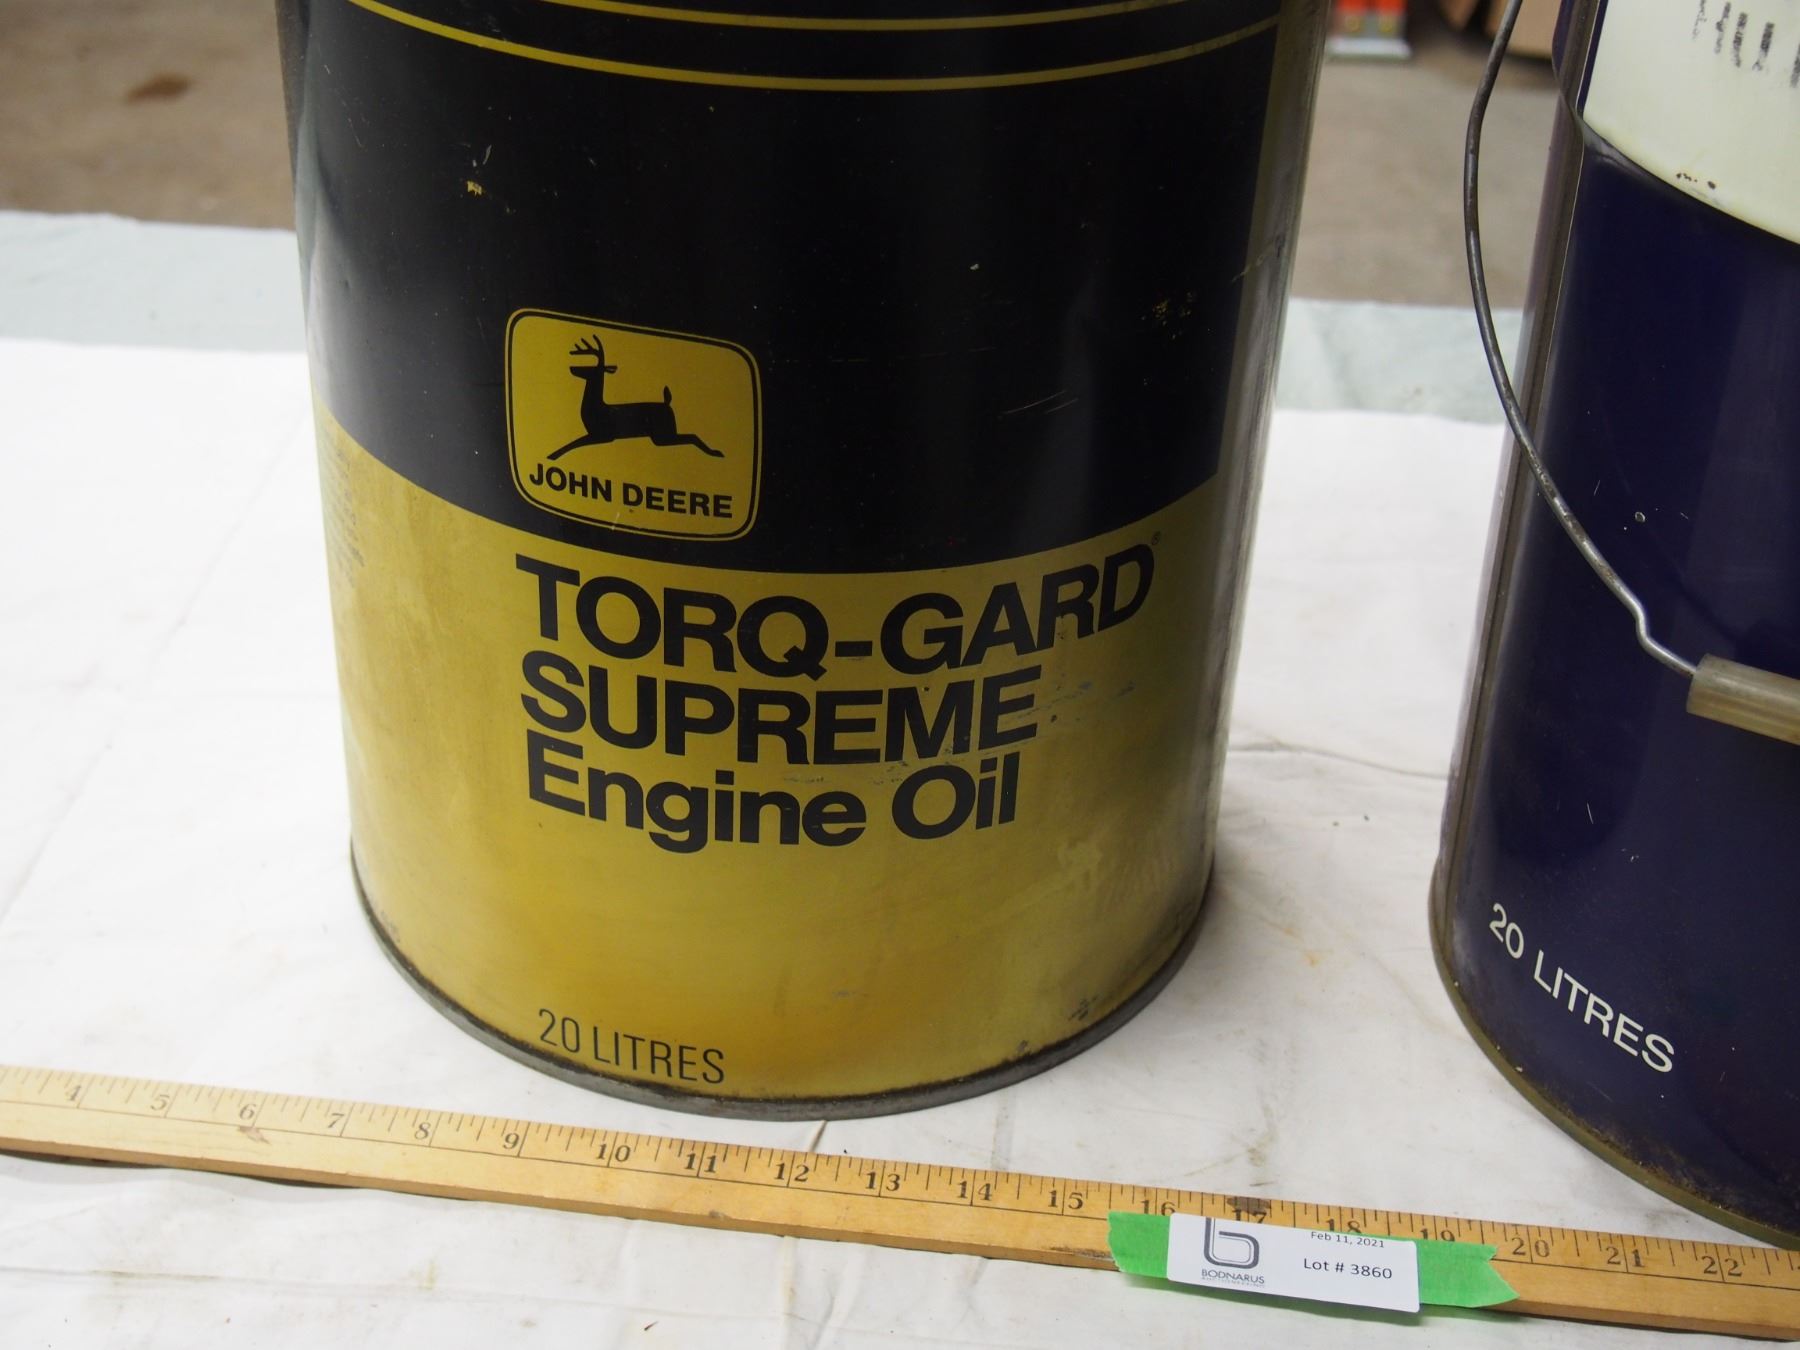 JOHN DEERE
TORQ-GARD®
SUPREME
Engine Oil
20 LITRES
20 LITRES
4 5 6 7 8 9 10 11 12 13 14 15 16 17 18 19 20 21 22
Feb 11, 2021
Lot # 3860
BODNARUS
AUCTIONEERING